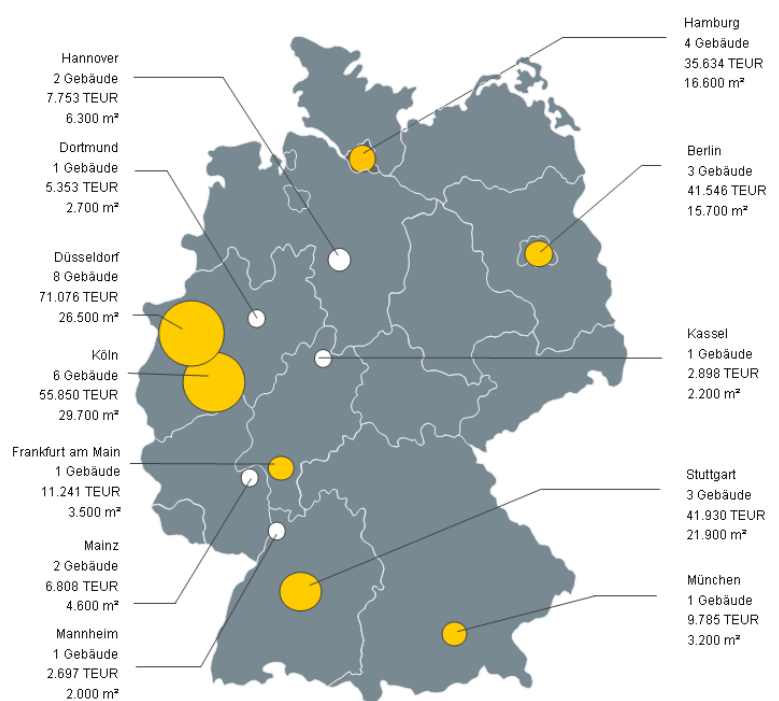 Hannover
2 Gebäude
7.753 TEUR
6.300 m²
Dortmund
1 Gebäude
5.353 TEUR
2.700 m²
Düsseldorf
8 Gebäude
71.076 TEUR
26.500 m²
Köln
6 Gebäude
55.850 TEUR
29.700 m²
Frankfurt am Main
1 Gebäude
11.241 TEUR
3.500 m²
Mainz
2 Gebäude
6.808 TEUR
4.600 m²
Mannheim
1 Gebäude
2.697 TEUR
2.000 m²
Hamburg
4 Gebäude
35.634 TEUR
16.600 m²
Berlin
3 Gebäude
41.546 TEUR
15.700 m²
Kassel
1 Gebäude
2.898 TEUR
2.200 m²
Stuttgart
3 Gebäude
41.930 TEUR
21.900 m²
München
1 Gebäude
9.785 TEUR
3.200 m²